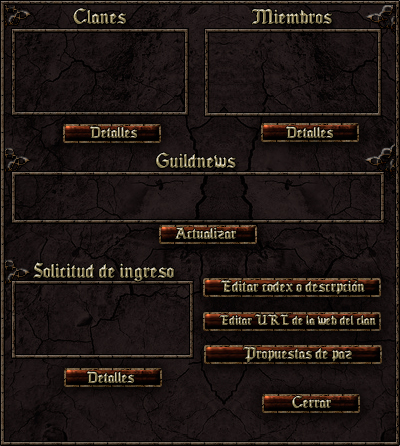 Clanes
Miembros
Detalles
Detalles
Guildnews
Actualizar
Solicitud de ingreso
Editar codex o descrpción
Editar URL de la web del clan
Propuestas de paz
Detalles
Cerrar